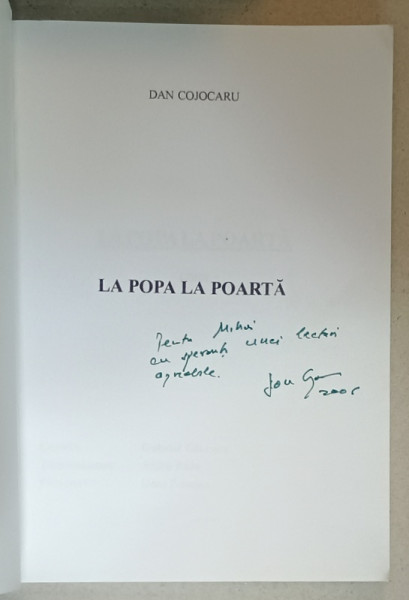 DAN COJOCARU
LA POPA LA POARTĂ
Pentru Mihai
cu speranța unei lecturi
agreabile.